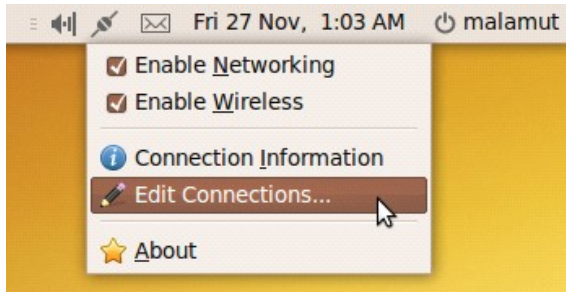 Fri 27 Nov, 1:03 AM malamut
Enable Networking
Enable Wireless
Connection Information
Edit Connections...
About